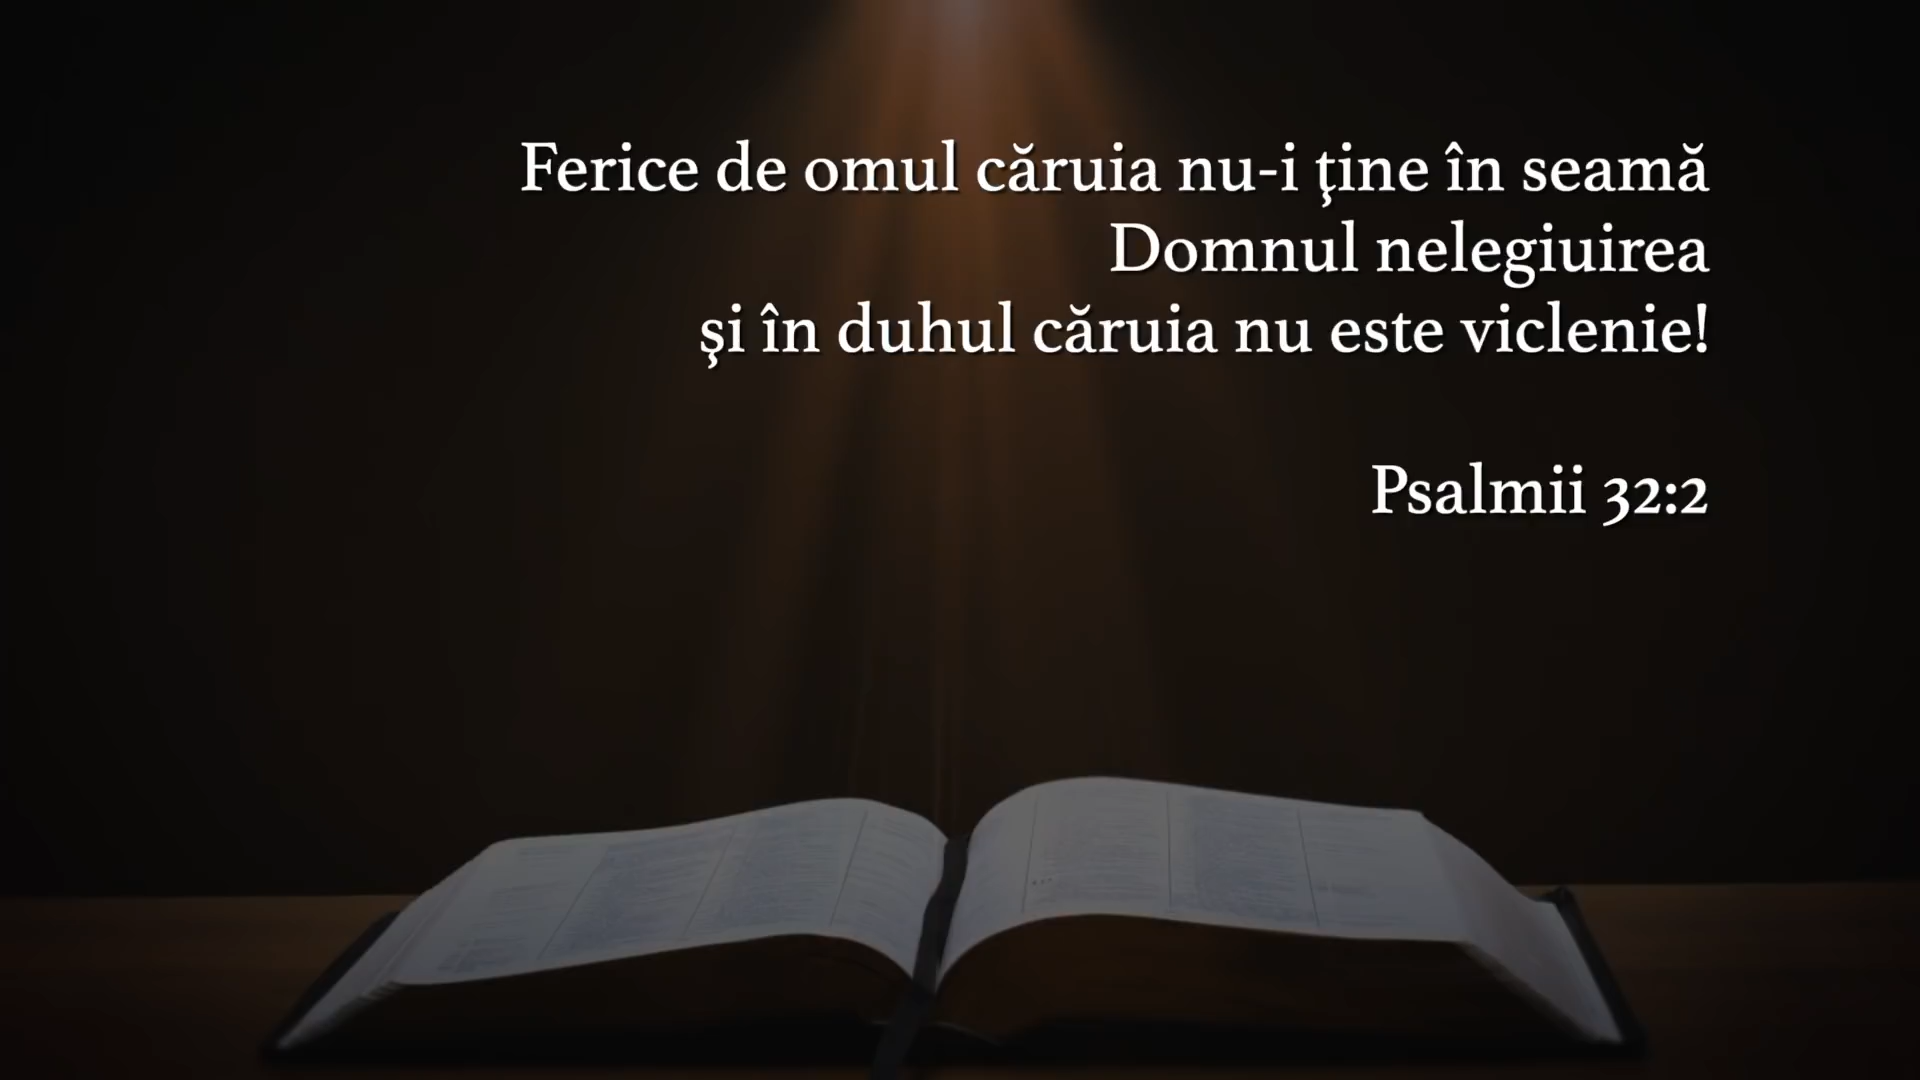 Ferice de omul căruia nu-i ţine în seamă
Domnul nelegiuirea
şi în duhul căruia nu este viclenie!
Psalmii 32:2